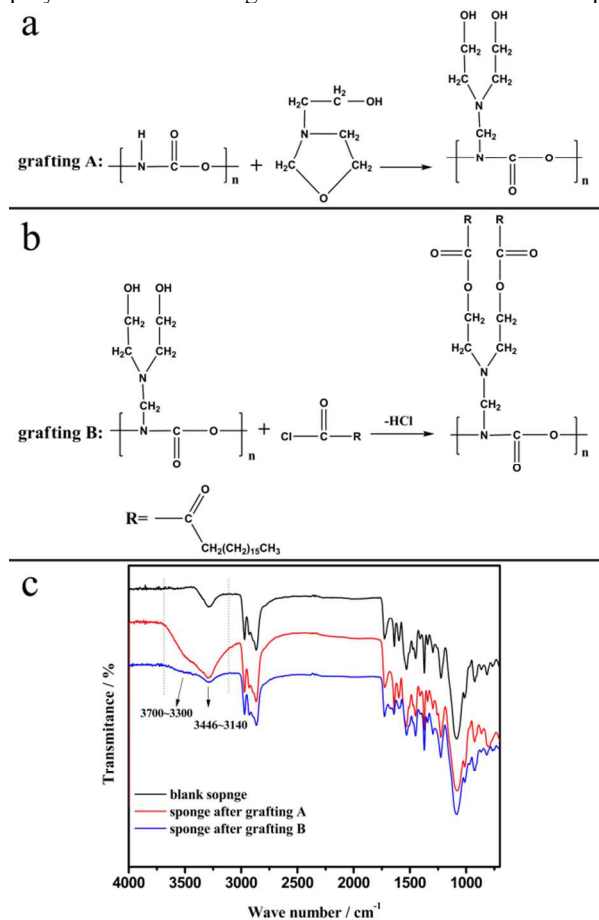 a
OH OH
CH₂ CH₂
H₂C CH₂
N
CH₂
N C O
O
n
H₂C H₂C OH
N
CH₂
H₂C CH₂
O
grafting A:
H O
N C O
n
+
b
R R
O C C O
O O
CH₂ CH₂
H₂C CH₂
N
CH₂
N C O
O
n
OH OH
CH₂ CH₂
H₂C CH₂
N
CH₂
grafting B:
N C O
O
n
+
O
Cl C R
-HCl
R= C
O
CH₂(CH₂)₁₅CH₃
c
Transmitance / %
3700~3300
3446~3140
blank sopnge
sponge after grafting A
sponge after grafting B
4000 3500 3000 2500 2000 1500 1000
Wave number / cm⁻¹